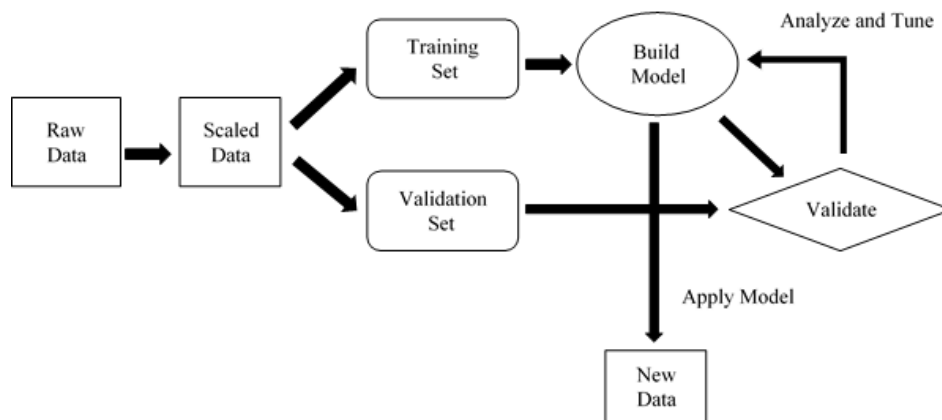 Analyze and Tune
Training
Set
Build
Model
Raw
Data
Scaled
Data
Validation
Set
Validate
Apply Model
New
Data